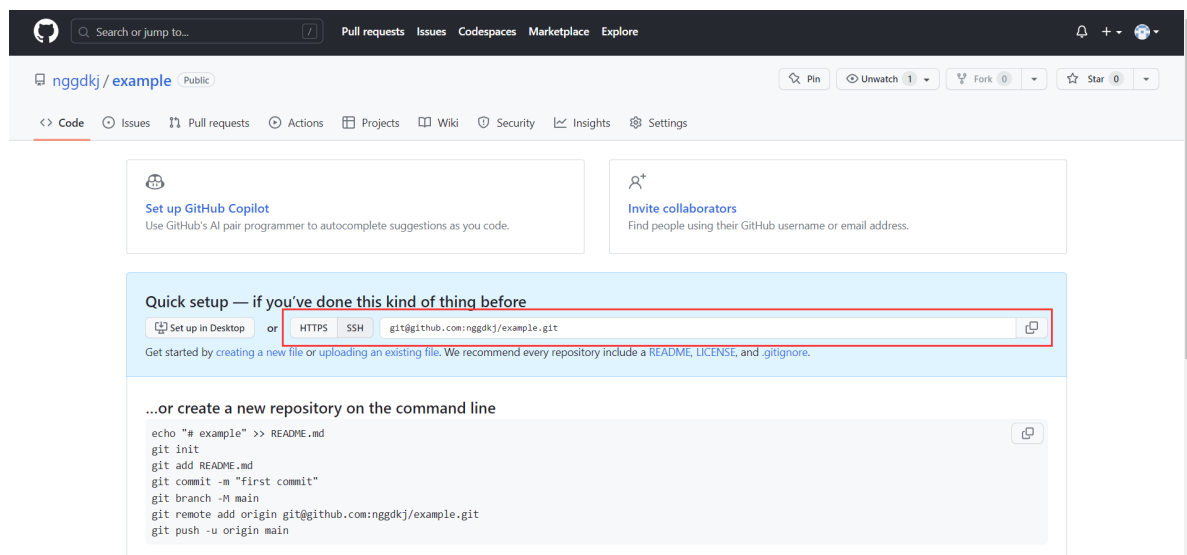 Search or jump to... / Pull requests Issues Codespaces Marketplace Explore
nggdkj / example Public Pin Unwatch 1 Fork 0 Star 0
Code Issues Pull requests Actions Projects Wiki Security Insights Settings
Set up GitHub Copilot
Use GitHub's AI pair programmer to autocomplete suggestions as you code.
Invite collaborators
Find people using their GitHub username or email address.
Quick setup — if you've done this kind of thing before
Set up in Desktop or HTTPS SSH git@github.com:nggdkj/example.git
Get started by creating a new file or uploading an existing file. We recommend every repository include a README, LICENSE, and .gitignore.
...or create a new repository on the command line
echo "# example" >> README.md
git init
git add README.md
git commit -m "first commit"
git branch -M main
git remote add origin git@github.com:nggdkj/example.git
git push -u origin main